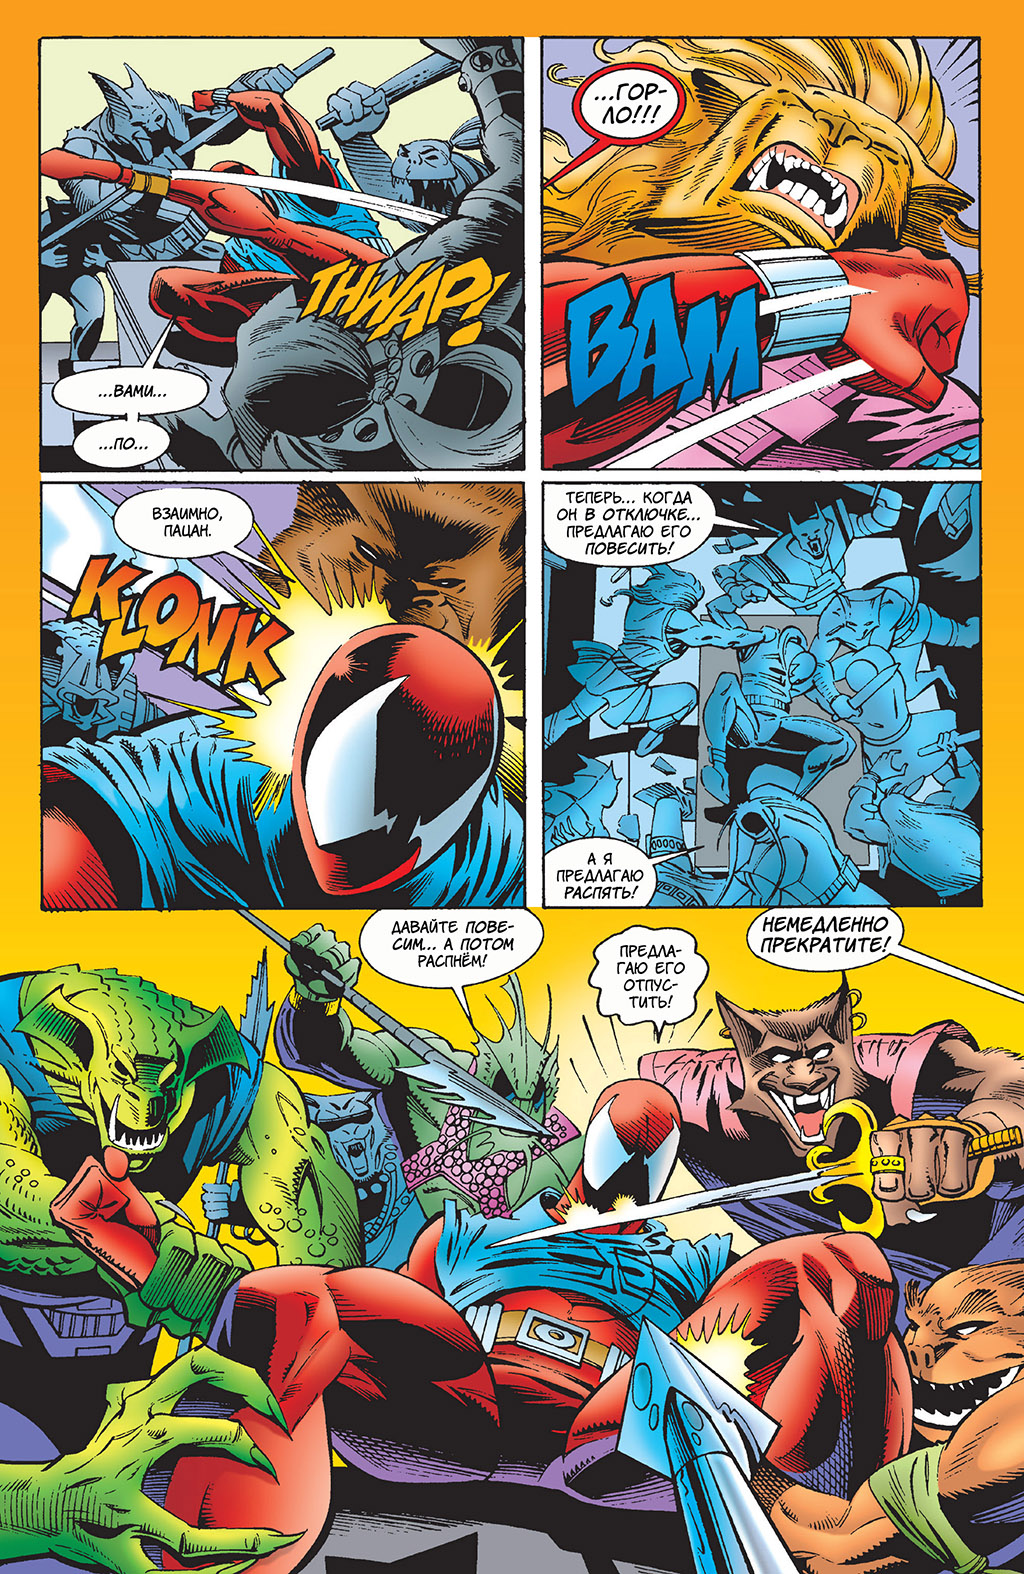 ...ВАМИ...
...ПО...
THWAP!
...ГОР-
ЛО!!!
BAM
ВЗАИМНО,
ПАЦАН.
KLONK
ТЕПЕРЬ... КОГДА
ОН В ОТКЛЮЧКЕ...
ПРЕДЛАГАЮ ЕГО
ПОВЕСИТЬ!
А Я
ПРЕДЛАГАЮ
РАСПЯТЬ!
ДАВАЙТЕ ПОВЕ-
СИМ... А ПОТОМ
РАСПНЁМ!
ПРЕДЛА-
ГАЮ ЕГО
ОТПУС-
ТИТЬ!
НЕМЕДЛЕННО
ПРЕКРАТИТЕ!